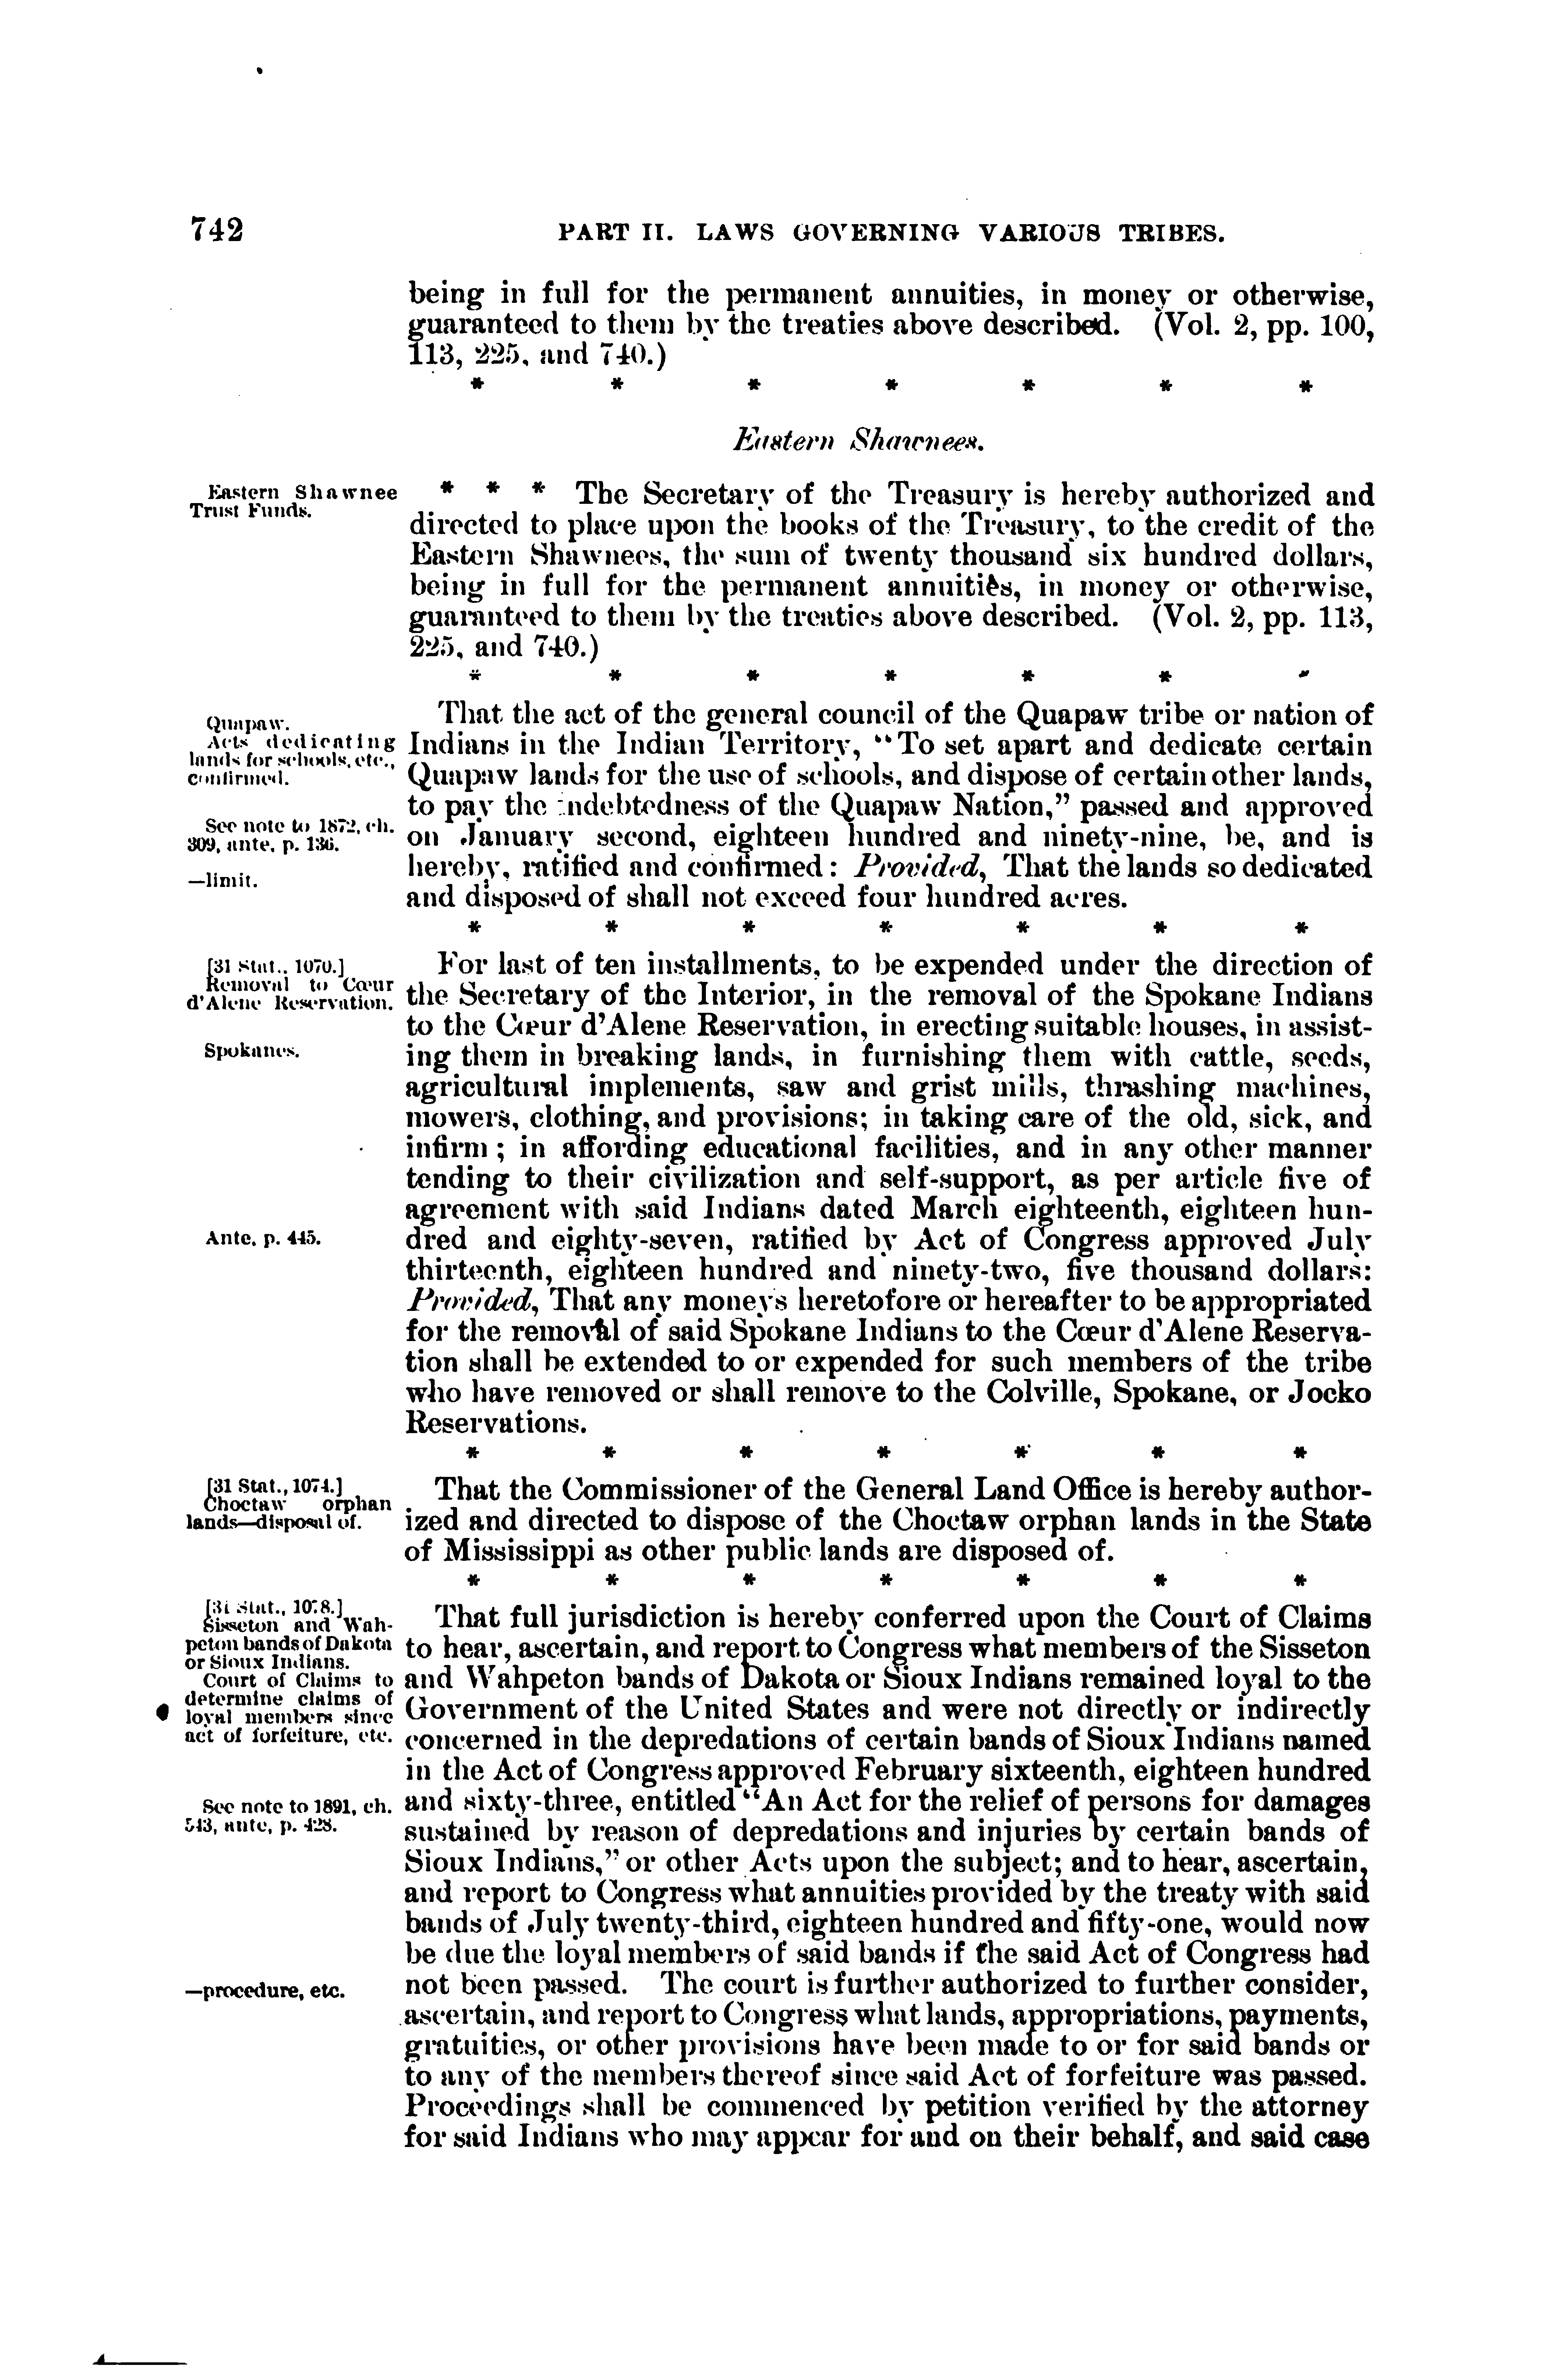 742
PART II. LAWS GOVERNING VARIOUS TRIBES.
being in full for the permanent annuities, in money or otherwise,
guaranteed to them by the treaties above described. (Vol. 2, pp. 100,
113, 225, and 740.)
* * * * * * *
Eastern Shawnees.
Eastern Shawnee
Trust Funds.
* * * The Secretary of the Treasury is hereby authorized and
directed to place upon the books of the Treasury, to the credit of the
Eastern Shawnees, the sum of twenty thousand six hundred dollars,
being in full for the permanent annuities, in money or otherwise,
guaranteed to them by the treaties above described. (Vol. 2, pp. 113,
225, and 740.)
* * * * * * *
Quapaw.
Acts dedicating
lands for schools, etc.,
confirmed.
See note to 1872, ch.
309, ante, p. 136.
—limit.
That the act of the general council of the Quapaw tribe or nation of
Indians in the Indian Territory, “To set apart and dedicate certain
Quapaw lands for the use of schools, and dispose of certain other lands,
to pay the indebtedness of the Quapaw Nation,” passed and approved
on January second, eighteen hundred and ninety-nine, be, and is
hereby, ratified and confirmed: Provided, That the lands so dedicated
and disposed of shall not exceed four hundred acres.
* * * * * * *
[31 Stat., 1070.]
Removal to Cœur
d'Alene Reservation.
Spokanes.
Ante, p. 445.
For last of ten installments, to be expended under the direction of
the Secretary of the Interior, in the removal of the Spokane Indians
to the Cœur d'Alene Reservation, in erecting suitable houses, in assist-
ing them in breaking lands, in furnishing them with cattle, seeds,
agricultural implements, saw and grist mills, thrashing machines,
mowers, clothing, and provisions; in taking care of the old, sick, and
infirm; in affording educational facilities, and in any other manner
tending to their civilization and self-support, as per article five of
agreement with said Indians dated March eighteenth, eighteen hun-
dred and eighty-seven, ratified by Act of Congress approved July
thirteenth, eighteen hundred and ninety-two, five thousand dollars:
Provided, That any moneys heretofore or hereafter to be appropriated
for the removal of said Spokane Indians to the Cœur d'Alene Reserva-
tion shall be extended to or expended for such members of the tribe
who have removed or shall remove to the Colville, Spokane, or Jocko
Reservations.
* * * * * * *
[31 Stat., 1074.]
Choctaw orphan
lands—disposal of.
That the Commissioner of the General Land Office is hereby author-
ized and directed to dispose of the Choctaw orphan lands in the State
of Mississippi as other public lands are disposed of.
* * * * * * *
[31 Stat., 1078.]
Sisseton and Wah-
peton bands of Dakota
or Sioux Indians.
Court of Claims to
determine claims of
loyal members since
act of forfeiture, etc.
See note to 1891, ch.
543, ante, p. 428.
—procedure, etc.
That full jurisdiction is hereby conferred upon the Court of Claims
to hear, ascertain, and report to Congress what members of the Sisseton
and Wahpeton bands of Dakota or Sioux Indians remained loyal to the
Government of the United States and were not directly or indirectly
concerned in the depredations of certain bands of Sioux Indians named
in the Act of Congress approved February sixteenth, eighteen hundred
and sixty-three, entitled “An Act for the relief of persons for damages
sustained by reason of depredations and injuries by certain bands of
Sioux Indians,” or other Acts upon the subject; and to hear, ascertain,
and report to Congress what annuities provided by the treaty with said
bands of July twenty-third, eighteen hundred and fifty-one, would now
be due the loyal members of said bands if the said Act of Congress had
not been passed. The court is further authorized to further consider,
ascertain, and report to Congress what lands, appropriations, payments,
gratuities, or other provisions have been made to or for said bands or
to any of the members thereof since said Act of forfeiture was passed.
Proceedings shall be commenced by petition verified by the attorney
for said Indians who may appear for and on their behalf, and said case